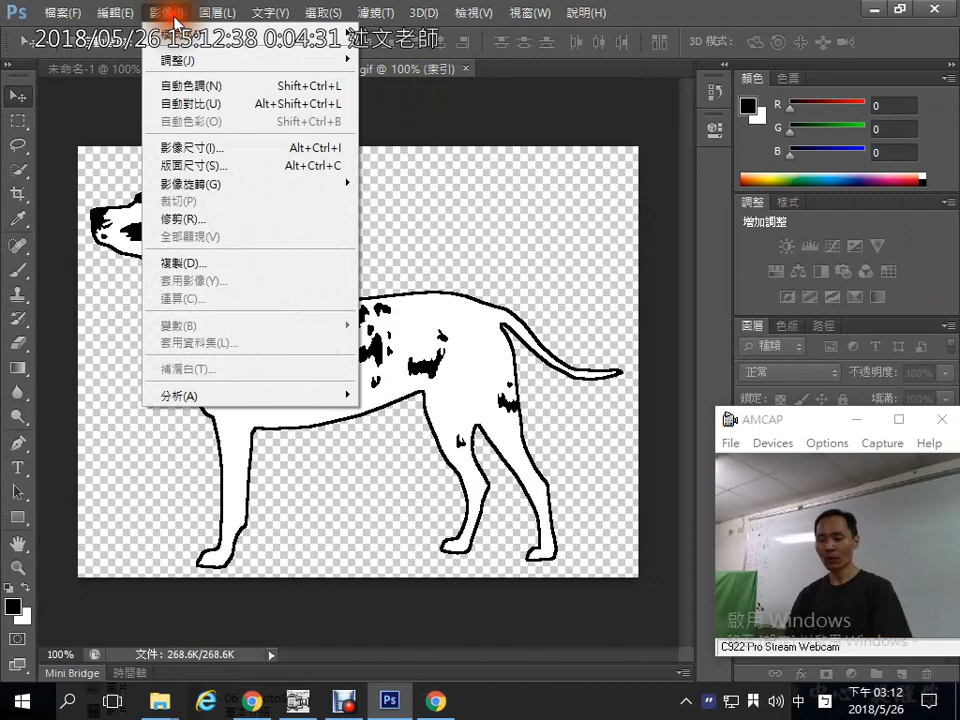 Ps 檔案(F) 編輯(E) 影像(I) 圖層(L) 文字(Y) 選取(S) 濾鏡(T) 3D(D) 檢視(V) 視窗(W) 說明(H)
2018/05/26 15:12:38 0:04:31 述文老師
3D 模式:
未命名-1 @ 100%
gif @ 100% (索引) ×
調整(J)
自動色調(N) Shift+Ctrl+L
自動對比(U) Alt+Shift+Ctrl+L
自動色彩(O) Shift+Ctrl+B
影像尺寸(I)... Alt+Ctrl+I
版面尺寸(S)... Alt+Ctrl+C
影像旋轉(G)
裁切(P)
修剪(R)...
全部顯現(V)
複製(D)...
套用影像(Y)...
運算(C)...
變數(B)
套用資料集(L)...
補漏白(T)...
分析(A)
顏色 色票
R 0
G 0
B 0
調整 樣式
增加調整
圖層 色版 路徑
種類
正常 不透明度: 100%
鎖定: 填滿: 100%
AMCAP
File Devices Options Capture Help
啟用 Windows
C922 Pro Stream Webcam
100% 文件: 268.6K/268.6K
Mini Bridge 時間軸
中
下午 03:12
2018/5/26